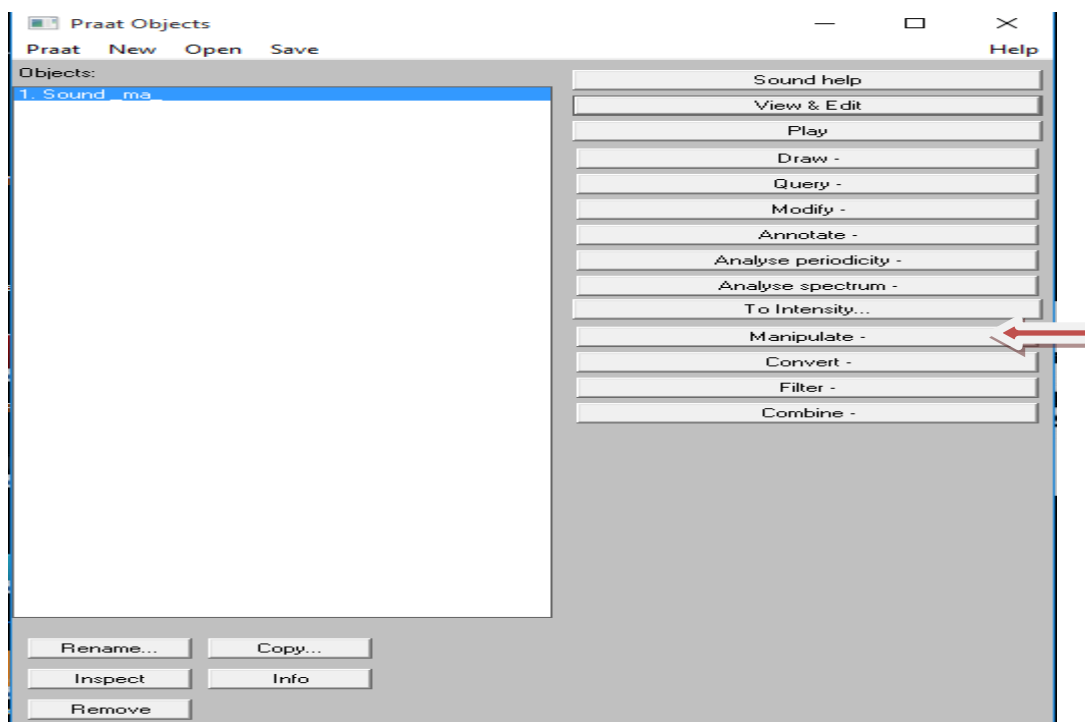 Praat Objects
Praat New Open Save Help
Objects:
1. Sound _ma_
Sound help
View & Edit
Play
Draw -
Query -
Modify -
Annotate -
Analyse periodicity -
Analyse spectrum -
To Intensity...
Manipulate -
Convert -
Filter -
Combine -
Rename... Copy...
Inspect Info
Remove